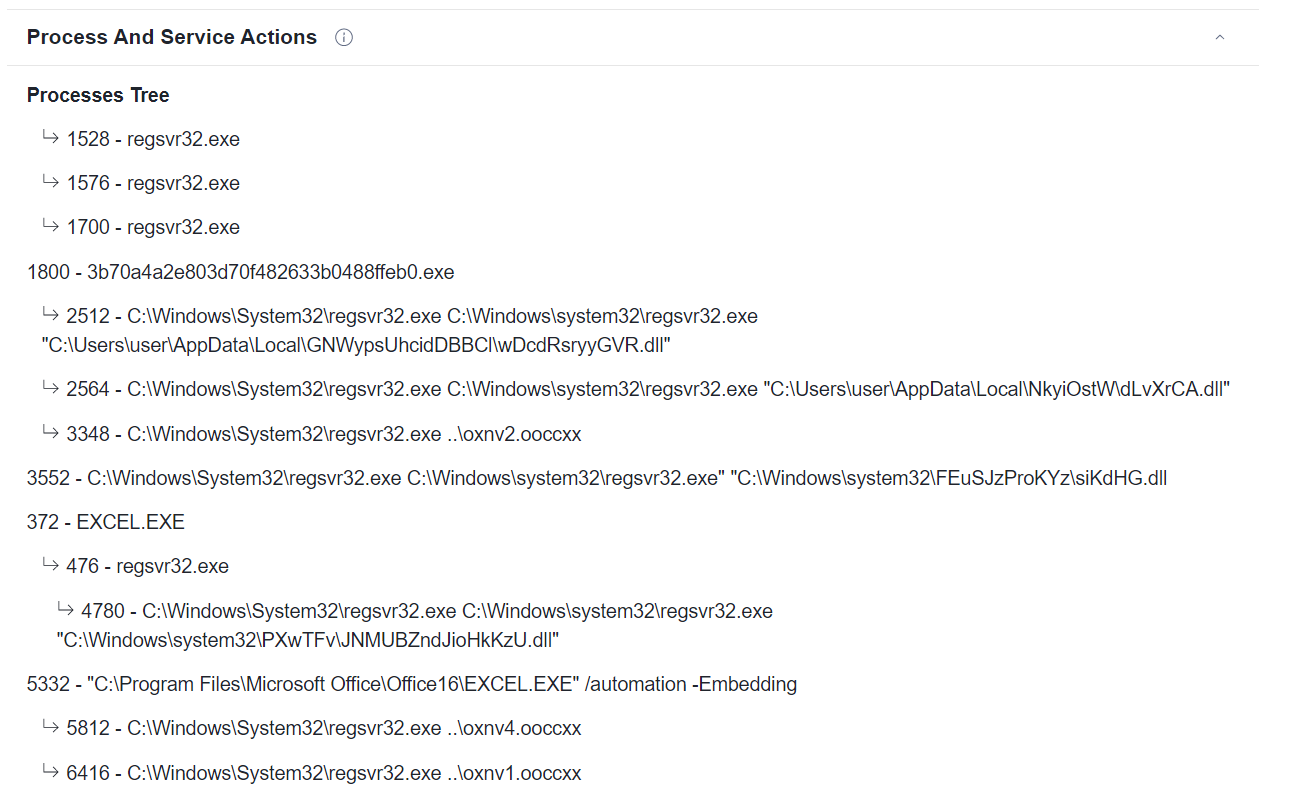 Process And Service Actions
Processes Tree
1528 - regsvr32.exe
1576 - regsvr32.exe
1700 - regsvr32.exe
1800 - 3b70a4a2e803d70f482633b0488ffeb0.exe
2512 - C:\Windows\System32\regsvr32.exe C:\Windows\system32\regsvr32.exe
"C:\Users\user\AppData\Local\GNWypsUhcidDBBCl\wDcdRsryyGVR.dll"
2564 - C:\Windows\System32\regsvr32.exe C:\Windows\system32\regsvr32.exe "C:\Users\user\AppData\Local\NkyiOstW\dLvXrCA.dll"
3348 - C:\Windows\System32\regsvr32.exe ..\oxnv2.ooccxx
3552 - C:\Windows\System32\regsvr32.exe C:\Windows\system32\regsvr32.exe" "C:\Windows\system32\FEuSJzProKYz\siKdHG.dll
372 - EXCEL.EXE
476 - regsvr32.exe
4780 - C:\Windows\System32\regsvr32.exe C:\Windows\system32\regsvr32.exe
"C:\Windows\system32\PXwTFv\JNMUBZndJioHkKzU.dll"
5332 - "C:\Program Files\Microsoft Office\Office16\EXCEL.EXE" /automation -Embedding
5812 - C:\Windows\System32\regsvr32.exe ..\oxnv4.ooccxx
6416 - C:\Windows\System32\regsvr32.exe ..\oxnv1.ooccxx